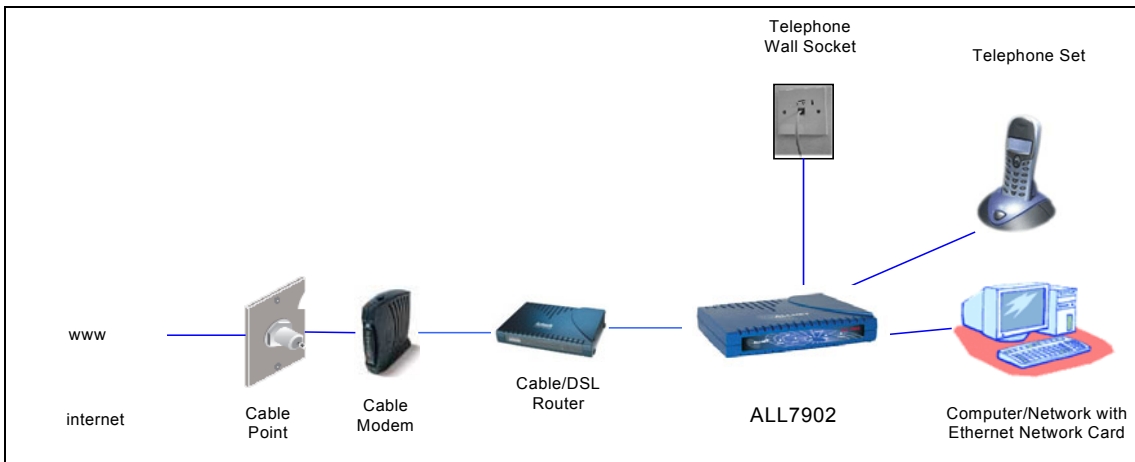 Telephone
Wall Socket
Telephone Set
www
internet
Cable
Point
Cable
Modem
Cable/DSL
Router
ALL7902
Computer/Network with
Ethernet Network Card